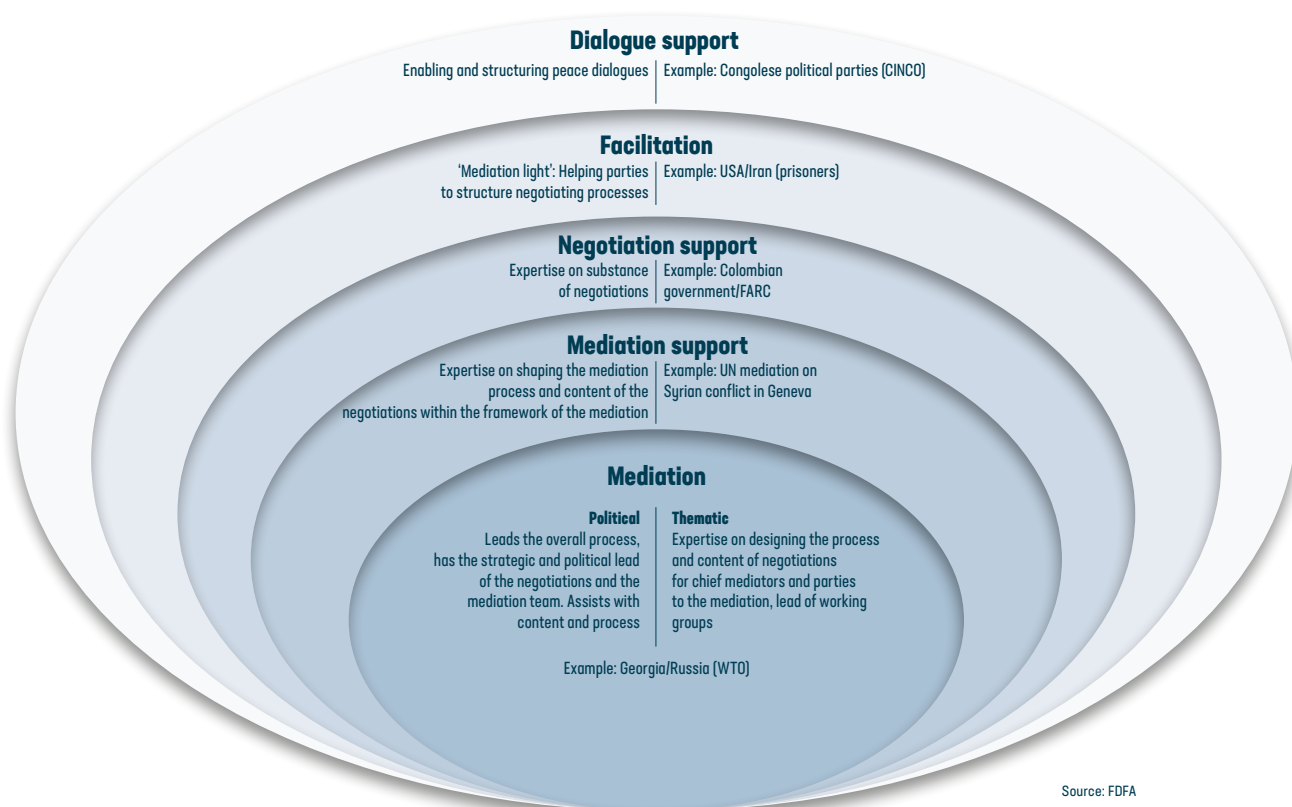 Dialogue support
Enabling and structuring peace dialogues
Example: Congolese political parties (CINCO)
Facilitation
‘Mediation light’: Helping parties
to structure negotiating processes
Example: USA/Iran (prisoners)
Negotiation support
Expertise on substance
of negotiations
Example: Colombian
government/FARC
Mediation support
Expertise on shaping the mediation
process and content of the
negotiations within the framework of the mediation
Example: UN mediation on
Syrian conflict in Geneva
Mediation
Political
Leads the overall process,
has the strategic and political lead
of the negotiations and the
mediation team. Assists with
content and process
Thematic
Expertise on designing the process
and content of negotiations
for chief mediators and parties
to the mediation, lead of working
groups
Example: Georgia/Russia (WTO)
Source: FDFA